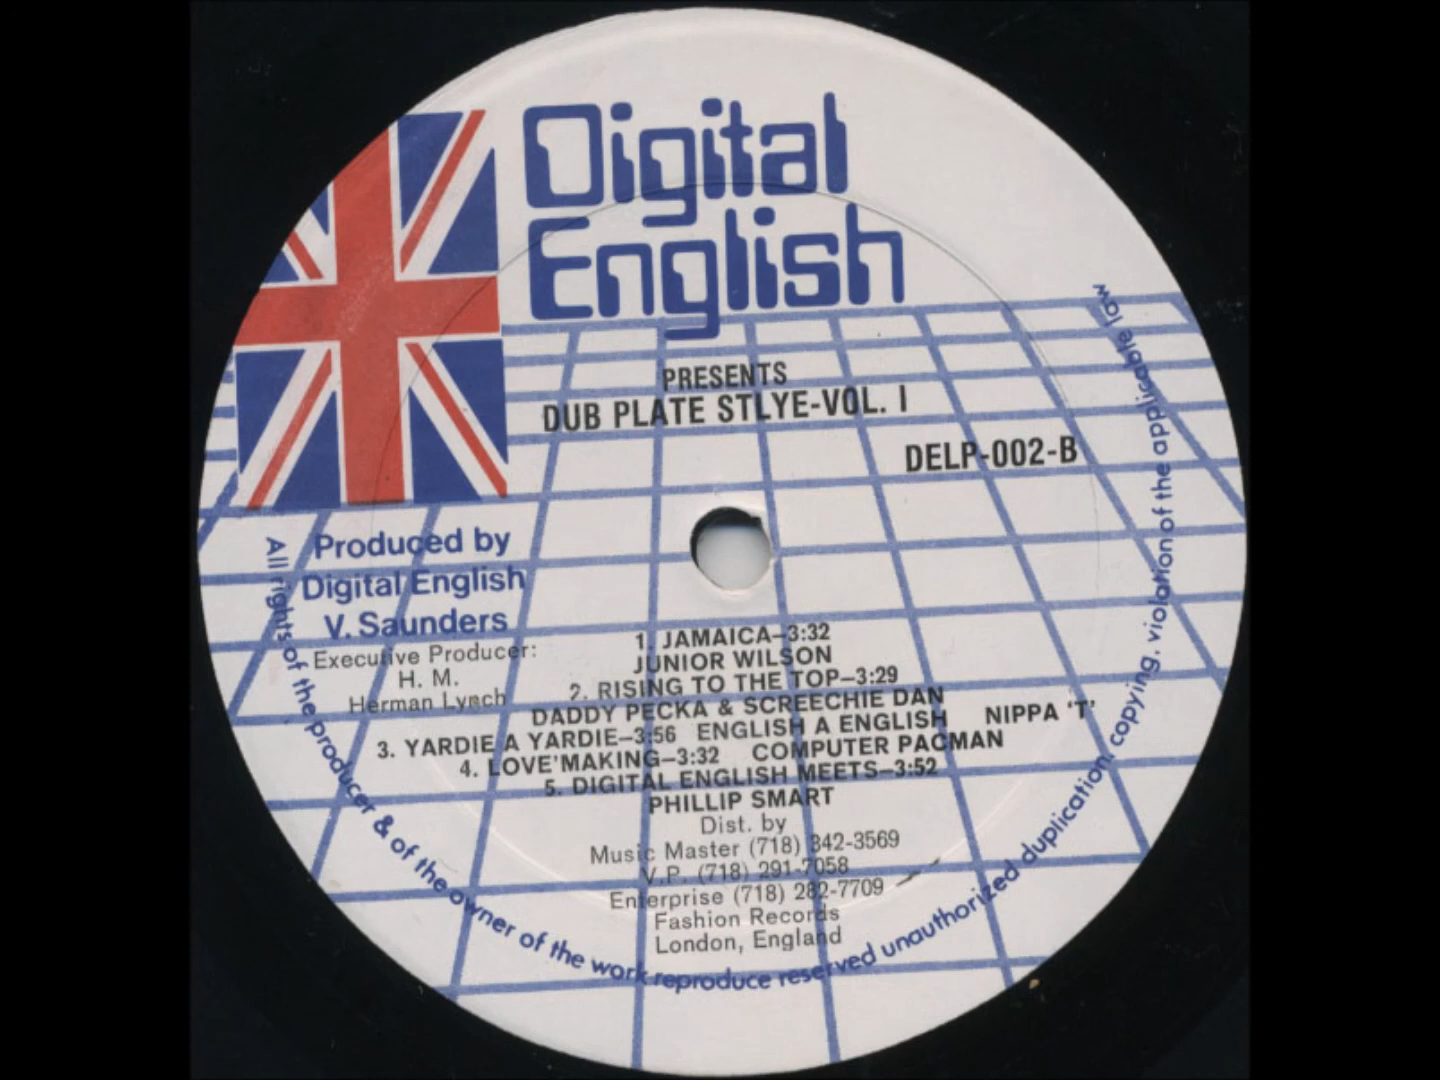 Digital
English
PRESENTS
DUB PLATE STLYE-VOL. I
DELP-002-B
Produced by
Digital English
V. Saunders
Executive Producer:
H. M.
Herman Lynch
1. JAMAICA–3:32
JUNIOR WILSON
2. RISING TO THE TOP–3:29
DADDY PECKA & SCREECHIE DAN
3. YARDIE A YARDIE–3:56 ENGLISH A ENGLISH NIPPA 'T'
4. LOVE'MAKING–3:32 COMPUTER PACMAN
5. DIGITAL ENGLISH MEETS–3:52
PHILLIP SMART
Dist. by
Music Master (718) 342-3569
V.P. (718) 291-7058
Enterprise (718) 282-7709
Fashion Records
London, England
All rights of the producer & of the owner of the work reproduce reserved unauthorized duplication, copying, violation of the applicable law